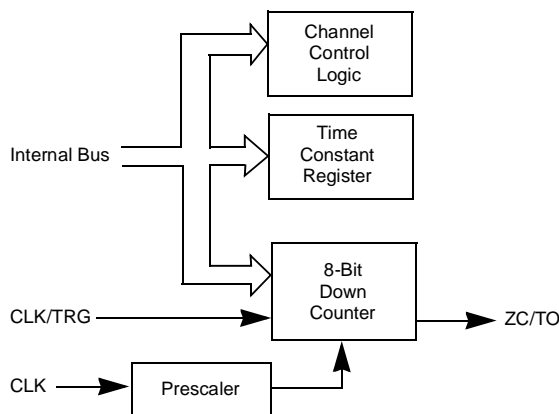 Channel
Control
Logic
Internal Bus
Time
Constant
Register
8-Bit
Down
Counter
CLK/TRG
ZC/TO
CLK
Prescaler